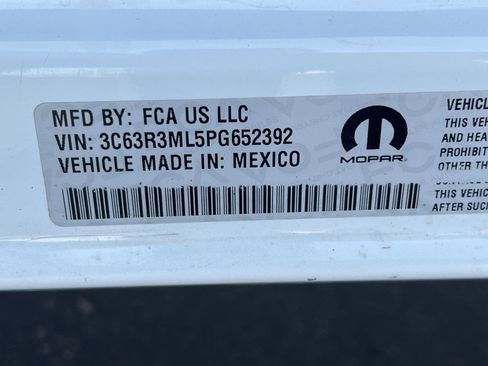 MFD BY: FCA US LLC
VIN: 3C63R3ML5PG652392
VEHICLE MADE IN: MEXICO
MOPAR
VEHICL
THIS VEH
AND HEA
PROHIBIT
OTHER TH
THIS VEHIC
AFTER SUCH